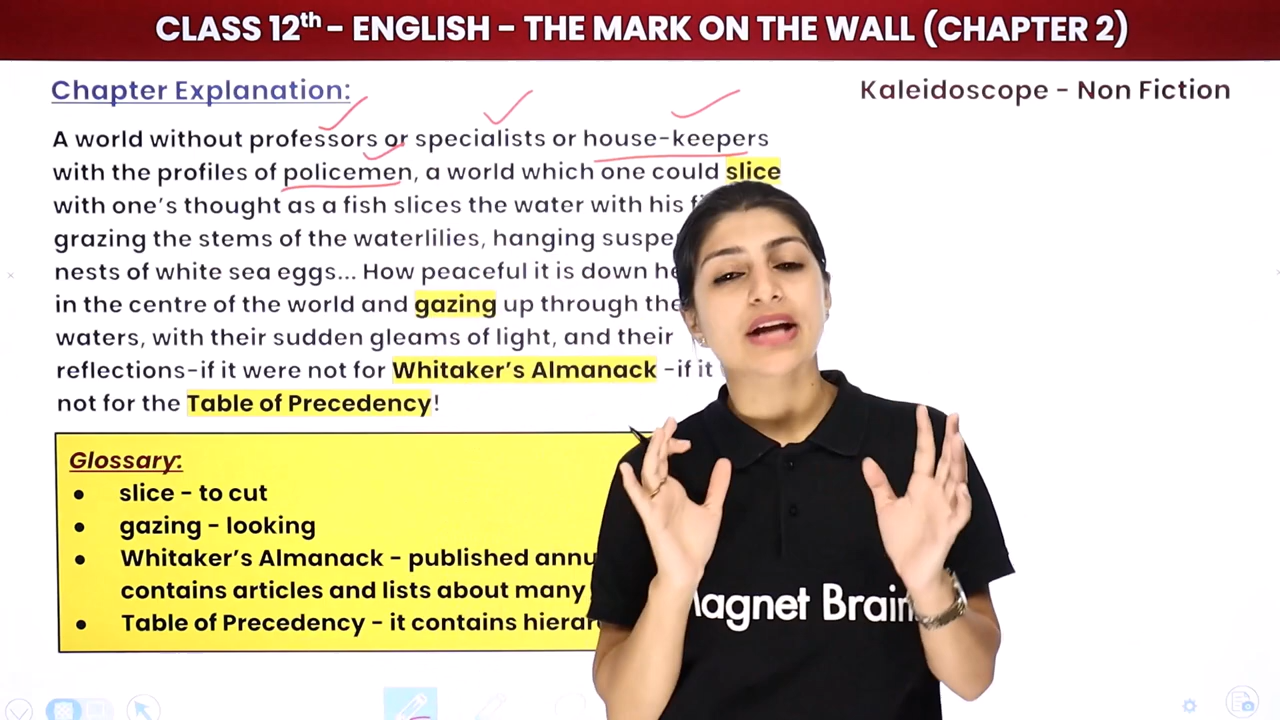 CLASS 12th - ENGLISH - THE MARK ON THE WALL (CHAPTER 2)
Chapter Explanation:
Kaleidoscope - Non Fiction
A world without professors or specialists or house-keepers
with the profiles of policemen, a world which one could slice
with one's thought as a fish slices the water with his
grazing the stems of the waterlilies, hanging
nests of white sea eggs... How peaceful it is down
in the centre of the world and gazing up through the
waters, with their sudden gleams of light, and their
reflections-if it were not for Whitaker's Almanack -if it
not for the Table of Precedency!
Glossary:
• slice - to cut
• gazing - looking
• Whitaker's Almanack - published
contains articles and lists about many
• Table of Precedency - it contains
Magnet Brains